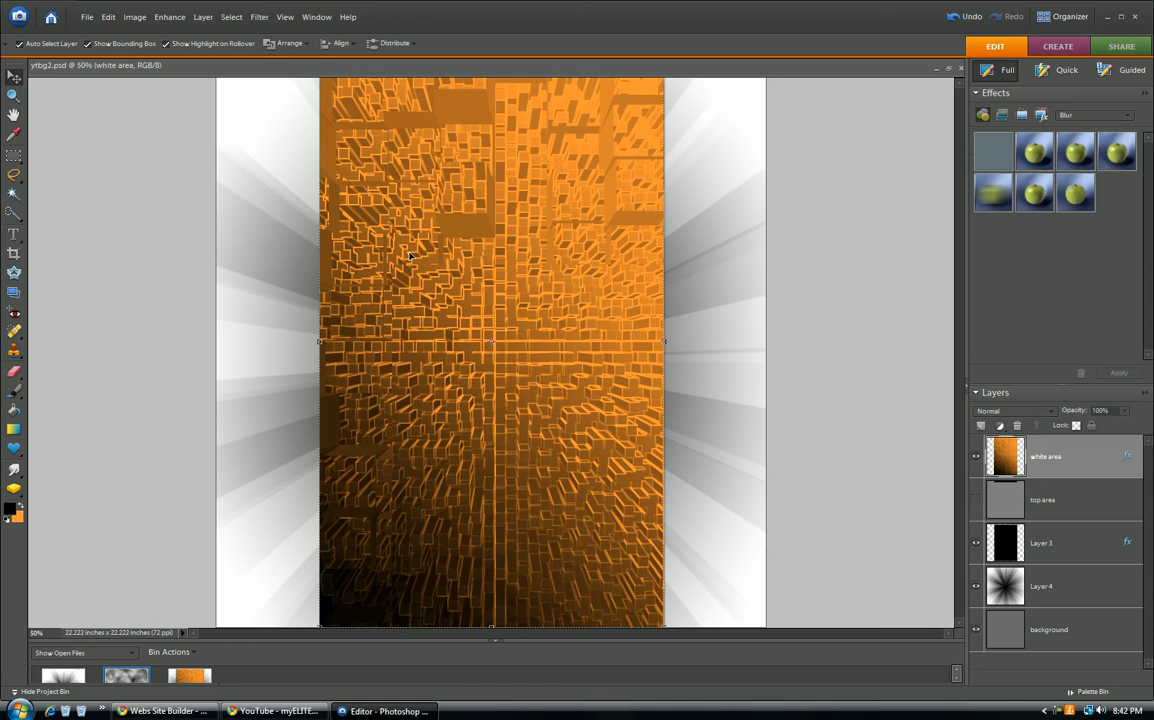 File Edit Image Enhance Layer Select Filter View Window Help Undo Redo Organizer
Auto Select Layer Show Bounding Box Show Highlight on Rollover Arrange Align Distribute EDIT CREATE SHARE
ytbg2.psd @ 50% (white area, RGB/8)
Full Quick Guided
Effects
Blur
Apply
Layers
Normal Opacity: 100%
Lock:
white area
top area
Layer 3
Layer 4
background
50% 22.222 inches x 22.222 inches (72 ppi)
Show Open Files Bin Actions
Hide Project Bin Palette Bin
Webs Site Builder - ... YouTube - myELITE... Editor - Photoshop ... 8:42 PM